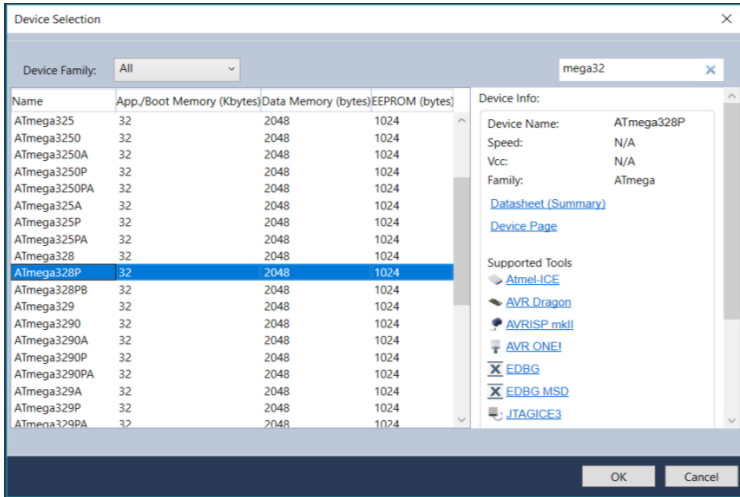 Device Selection
Device Family: All mega32
Name App./Boot Memory (Kbytes) Data Memory (bytes) EEPROM (bytes)
ATmega325 32 2048 1024
ATmega3250 32 2048 1024
ATmega3250A 32 2048 1024
ATmega3250P 32 2048 1024
ATmega3250PA 32 2048 1024
ATmega325A 32 2048 1024
ATmega325P 32 2048 1024
ATmega325PA 32 2048 1024
ATmega328 32 2048 1024
ATmega328P 32 2048 1024
ATmega328PB 32 2048 1024
ATmega329 32 2048 1024
ATmega3290 32 2048 1024
ATmega3290A 32 2048 1024
ATmega3290P 32 2048 1024
ATmega3290PA 32 2048 1024
ATmega329A 32 2048 1024
ATmega329P 32 2048 1024
ATmega329PA 32 2048 1024
Device Info:
Device Name: ATmega328P
Speed: N/A
Vcc: N/A
Family: ATmega
Datasheet (Summary)
Device Page
Supported Tools
Atmel-ICE
AVR Dragon
AVRISP mkII
AVR ONE!
EDBG
EDBG MSD
JTAGICE3
OK Cancel